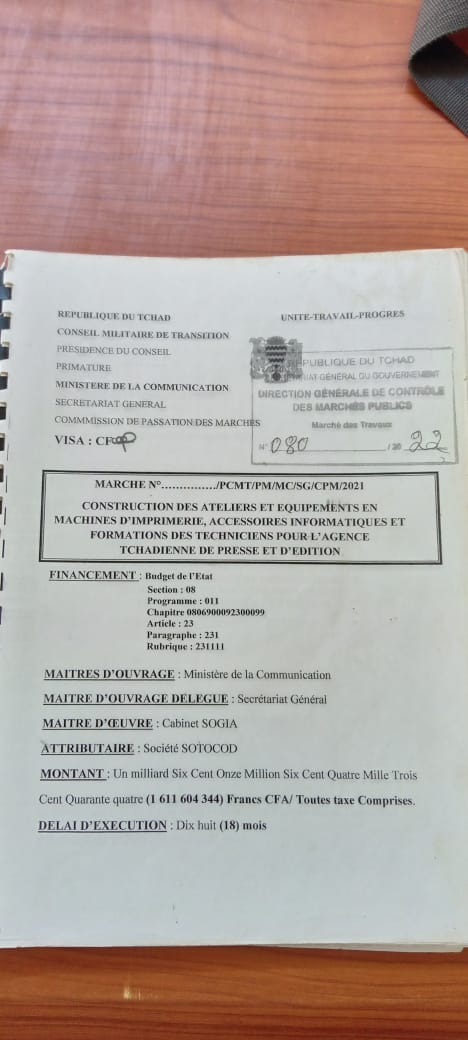 REPUBLIQUE DU TCHAD
UNITE-TRAVAIL-PROGRES
CONSEIL MILITAIRE DE TRANSITION
PRESIDENCE DU CONSEIL
PRIMATURE
MINISTERE DE LA COMMUNICATION
SECRETARIAT GENERAL
COMMMISSION DE PASSATION DES MARCHES
VISA :
RÉPUBLIQUE DU TCHAD
GÉNÉRAL DU GOUVERNEMENT
DIRECTION GÉNÉRALE DE CONTRÔLE
DES MARCHÉS PUBLICS
Marché des Travaux
N° 080 / 20 22
MARCHE N°................/PCMT/PM/MC/SG/CPM/2021
CONSTRUCTION DES ATELIERS ET EQUIPEMENTS EN
MACHINES D'IMPRIMERIE, ACCESSOIRES INFORMATIQUES ET
FORMATIONS DES TECHNICIENS POUR L'AGENCE
TCHADIENNE DE PRESSE ET D'EDITION
FINANCEMENT : Budget de l'Etat
Section : 08
Programme : 011
Chapitre 0806900092300099
Article : 23
Paragraphe : 231
Rubrique : 231111
MAITRES D'OUVRAGE : Ministère de la Communication
MAITRE D'OUVRAGE DELEGUE : Secrétariat Général
MAITRE D'ŒUVRE : Cabinet SOGIA
ATTRIBUTAIRE : Société SOTOCOD
MONTANT : Un milliard Six Cent Onze Million Six Cent Quatre Mille Trois
Cent Quarante quatre (1 611 604 344) Francs CFA/ Toutes taxe Comprises.
DELAI D'EXECUTION : Dix huit (18) mois